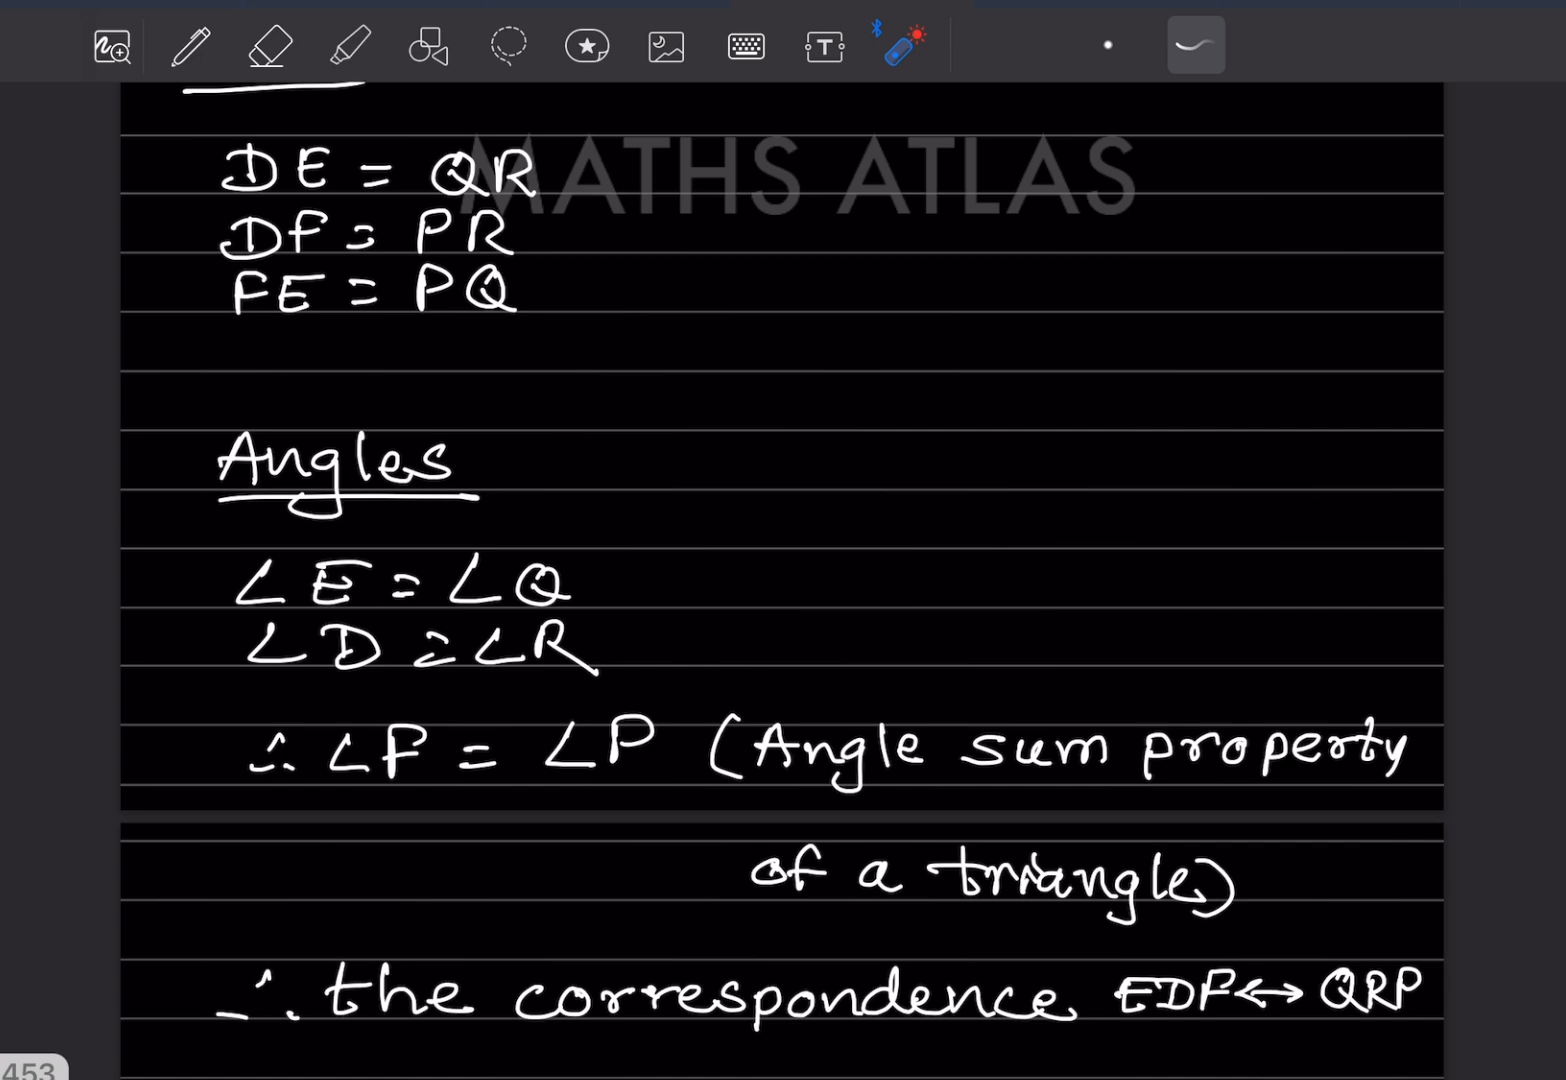 MATHS ATLAS
DE = QR
DF = PR
FE = PQ
Angles
∠E = ∠Q
∠D = ∠R
∴ ∠F = ∠P (Angle sum property
of a triangle)
∴ the correspondence EDF ↔ QRP
453